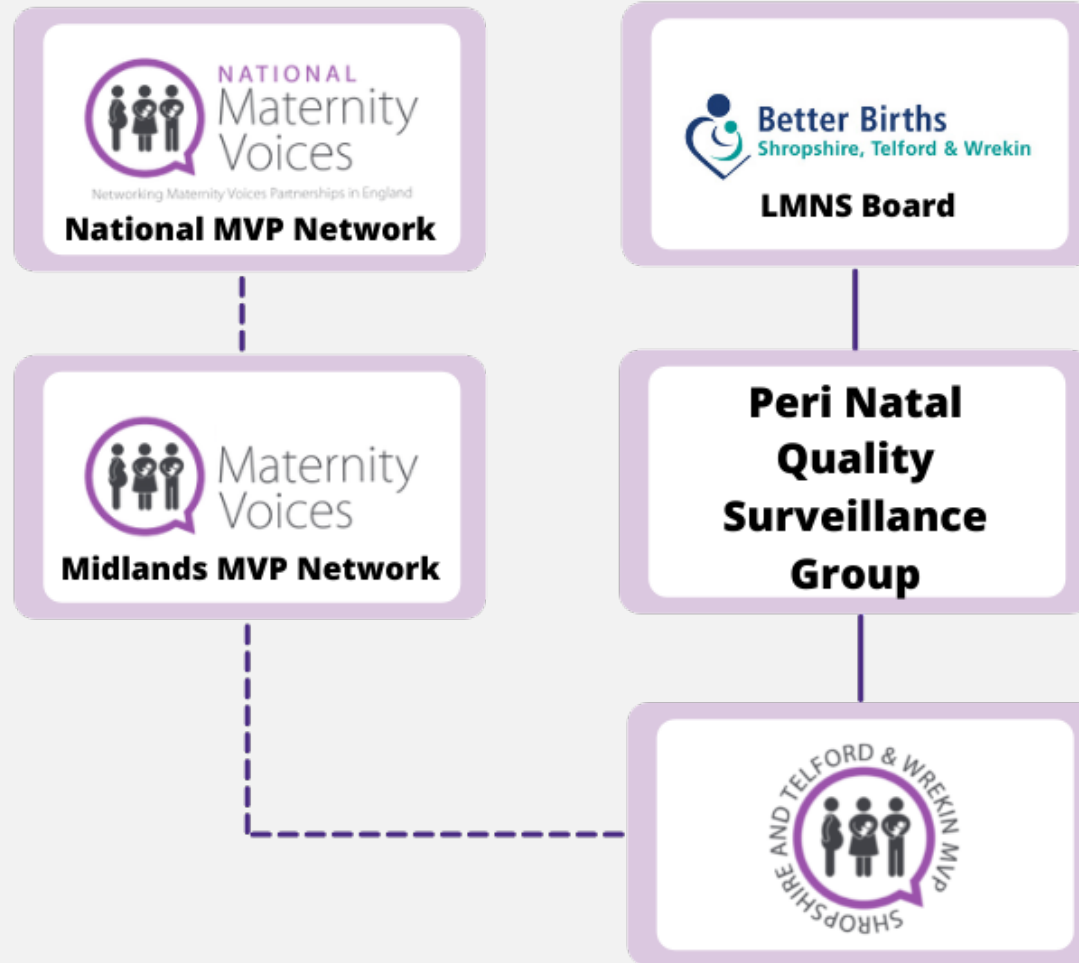 NATIONAL
Maternity
Voices
Networking Maternity Voices Partnerships in England
National MVP Network
Better Births
Shropshire, Telford & Wrekin
LMNS Board
Maternity
Voices
Midlands MVP Network
Peri Natal
Quality
Surveillance
Group
SHROPSHIRE AND TELFORD & WREKIN MVP